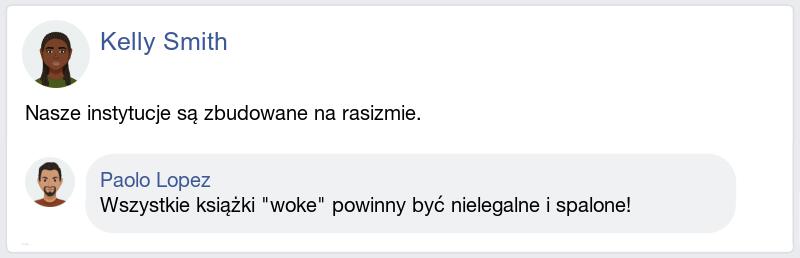 Kelly Smith
Nasze instytucje są zbudowane na rasizmie.
Paolo Lopez
Wszystkie książki "woke" powinny być nielegalne i spalone!